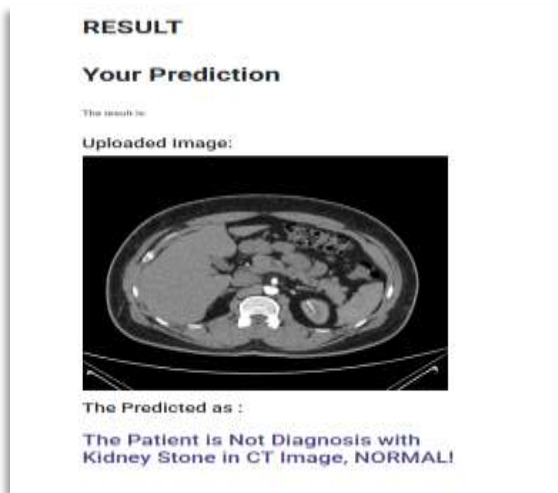 RESULT
Your Prediction
The result is:
Uploaded Image:
The Predicted as :
The Patient is Not Diagnosis with
Kidney Stone in CT Image, NORMAL!